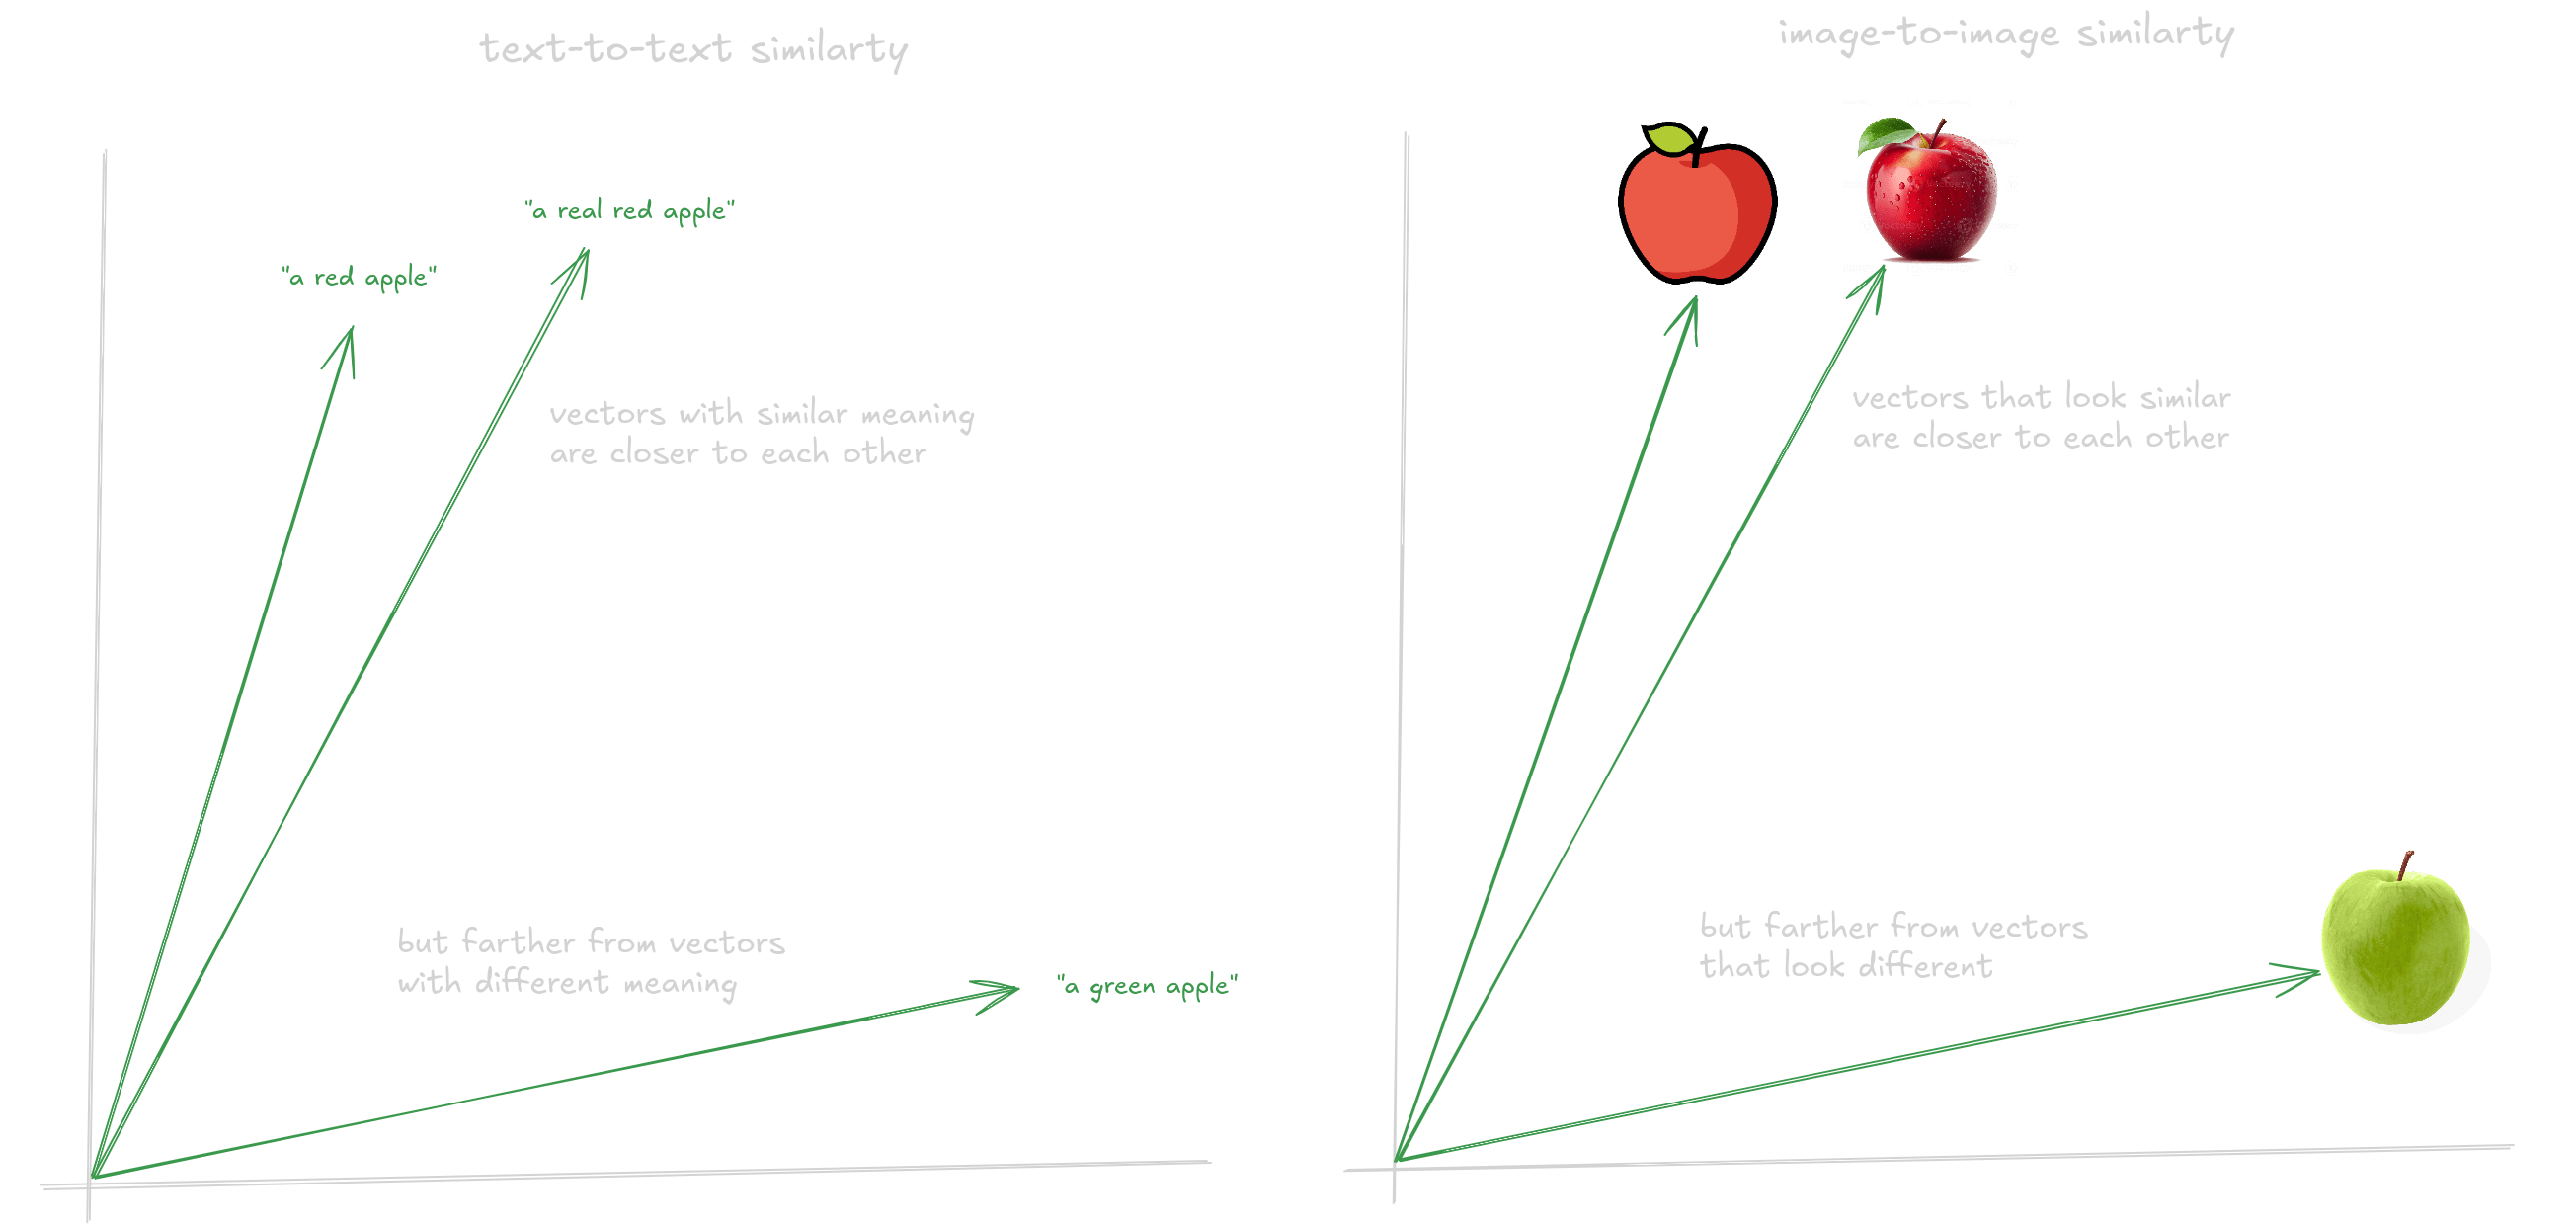 text-to-text similarty
"a real red apple"
"a red apple"
vectors with similar meaning
are closer to each other
but farther from vectors
with different meaning
"a green apple"
image-to-image similarty
vectors that look similar
are closer to each other
but farther from vectors
that look different